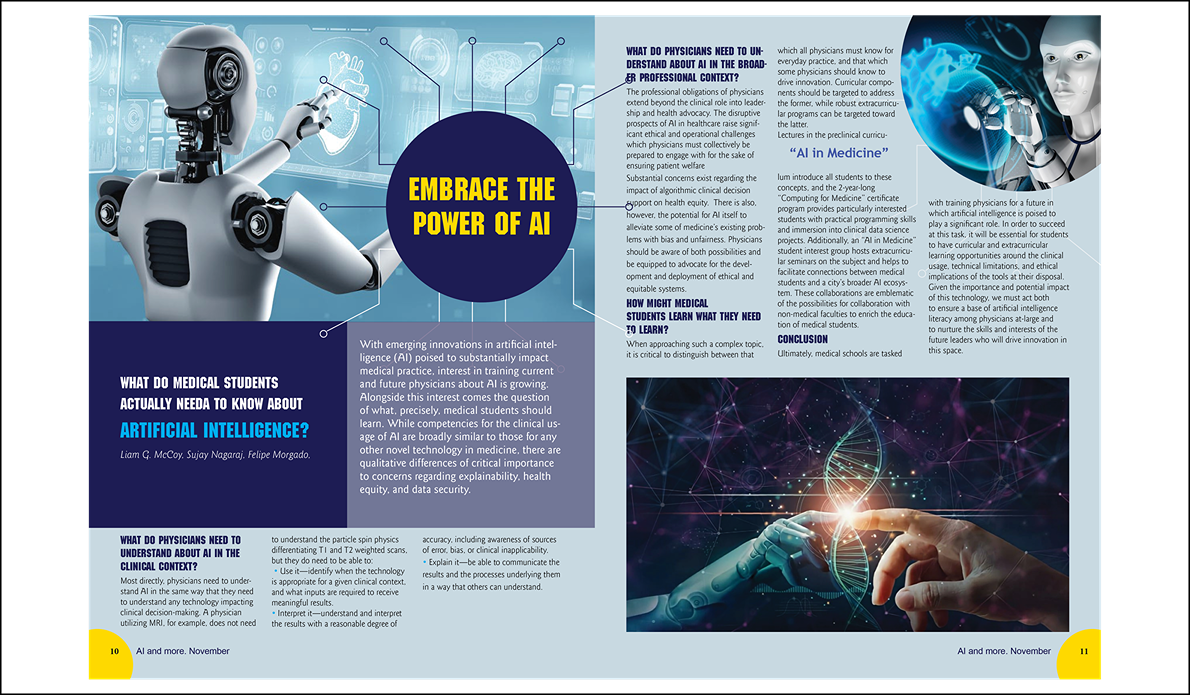 EMBRACE THE
POWER OF AI
WHAT DO MEDICAL STUDENTS
ACTUALLY NEEDA TO KNOW ABOUT
ARTIFICIAL INTELLIGENCE?
Liam G. McCoy, Sujay Nagaraj, Felipe Morgado,
With emerging innovations in artificial intel-
ligence (AI) poised to substantially impact
medical practice, interest in training current
and future physicians about AI is growing.
Alongside this interest comes the question
of what, precisely, medical students should
learn. While competencies for the clinical us-
age of AI are broadly similar to those for any
other novel technology in medicine, there are
qualitative differences of critical importance
to concerns regarding explainability, health
equity, and data security.
WHAT DO PHYSICIANS NEED TO
UNDERSTAND ABOUT AI IN THE
CLINICAL CONTEXT?
Most directly, physicians need to under-
stand AI in the same way that they need
to understand any technology impacting
clinical decision-making. A physician
utilizing MRI, for example, does not need
to understand the particle spin physics
differentiating T1 and T2 weighted scans,
but they do need to be able to:
• Use it—identify when the technology
is appropriate for a given clinical context,
and what inputs are required to receive
meaningful results.
• Interpret it—understand and interpret
the results with a reasonable degree of
accuracy, including awareness of sources
of error, bias, or clinical inapplicability.
• Explain it—be able to communicate the
results and the processes underlying them
in a way that others can understand.
10
AI and more. November
WHAT DO PHYSICIANS NEED TO UN-
DERSTAND ABOUT AI IN THE BROAD-
ER PROFESSIONAL CONTEXT?
The professional obligations of physicians
extend beyond the clinical role into leader-
ship and health advocacy. The disruptive
prospects of AI in healthcare raise signif-
icant ethical and operational challenges
which physicians must collectively be
prepared to engage with for the sake of
ensuring patient welfare
Substantial concerns exist regarding the
impact of algorithmic clinical decision
support on health equity. There is also,
however, the potential for AI itself to
alleviate some of medicine's existing prob-
lems with bias and unfairness. Physicians
should be aware of both possibilities and
be equipped to advocate for the devel-
opment and deployment of ethical and
equitable systems.
HOW MIGHT MEDICAL
STUDENTS LEARN WHAT THEY NEED
TO LEARN?
When approaching such a complex topic,
it is critical to distinguish between that
which all physicians must know for
everyday practice, and that which
some physicians should know to
drive innovation. Curricular compo-
nents should be targeted to address
the former, while robust extracurricu-
lar programs can be targeted toward
the latter.
Lectures in the preclinical curricu-
“AI in Medicine”
lum introduce all students to these
concepts, and the 2-year-long
“Computing for Medicine” certificate
program provides particularly interested
students with practical programming skills
and immersion into clinical data science
projects. Additionally, an “AI in Medicine”
student interest group hosts extracurricu-
lar seminars on the subject and helps to
facilitate connections between medical
students and a city's broader AI ecosys-
tem. These collaborations are emblematic
of the possibilities for collaboration with
non-medical faculties to enrich the educa-
tion of medical students.
CONCLUSION
Ultimately, medical schools are tasked
with training physicians for a future in
which artificial intelligence is poised to
play a significant role. In order to succeed
at this task, it will be essential for students
to have curricular and extracurricular
learning opportunities around the clinical
usage, technical limitations, and ethical
implications of the tools at their disposal.
Given the importance and potential impact
of this technology, we must act both
to ensure a base of artificial intelligence
literacy among physicians at-large and
to nurture the skills and interests of the
future leaders who will drive innovation in
this space.
AI and more. November
11